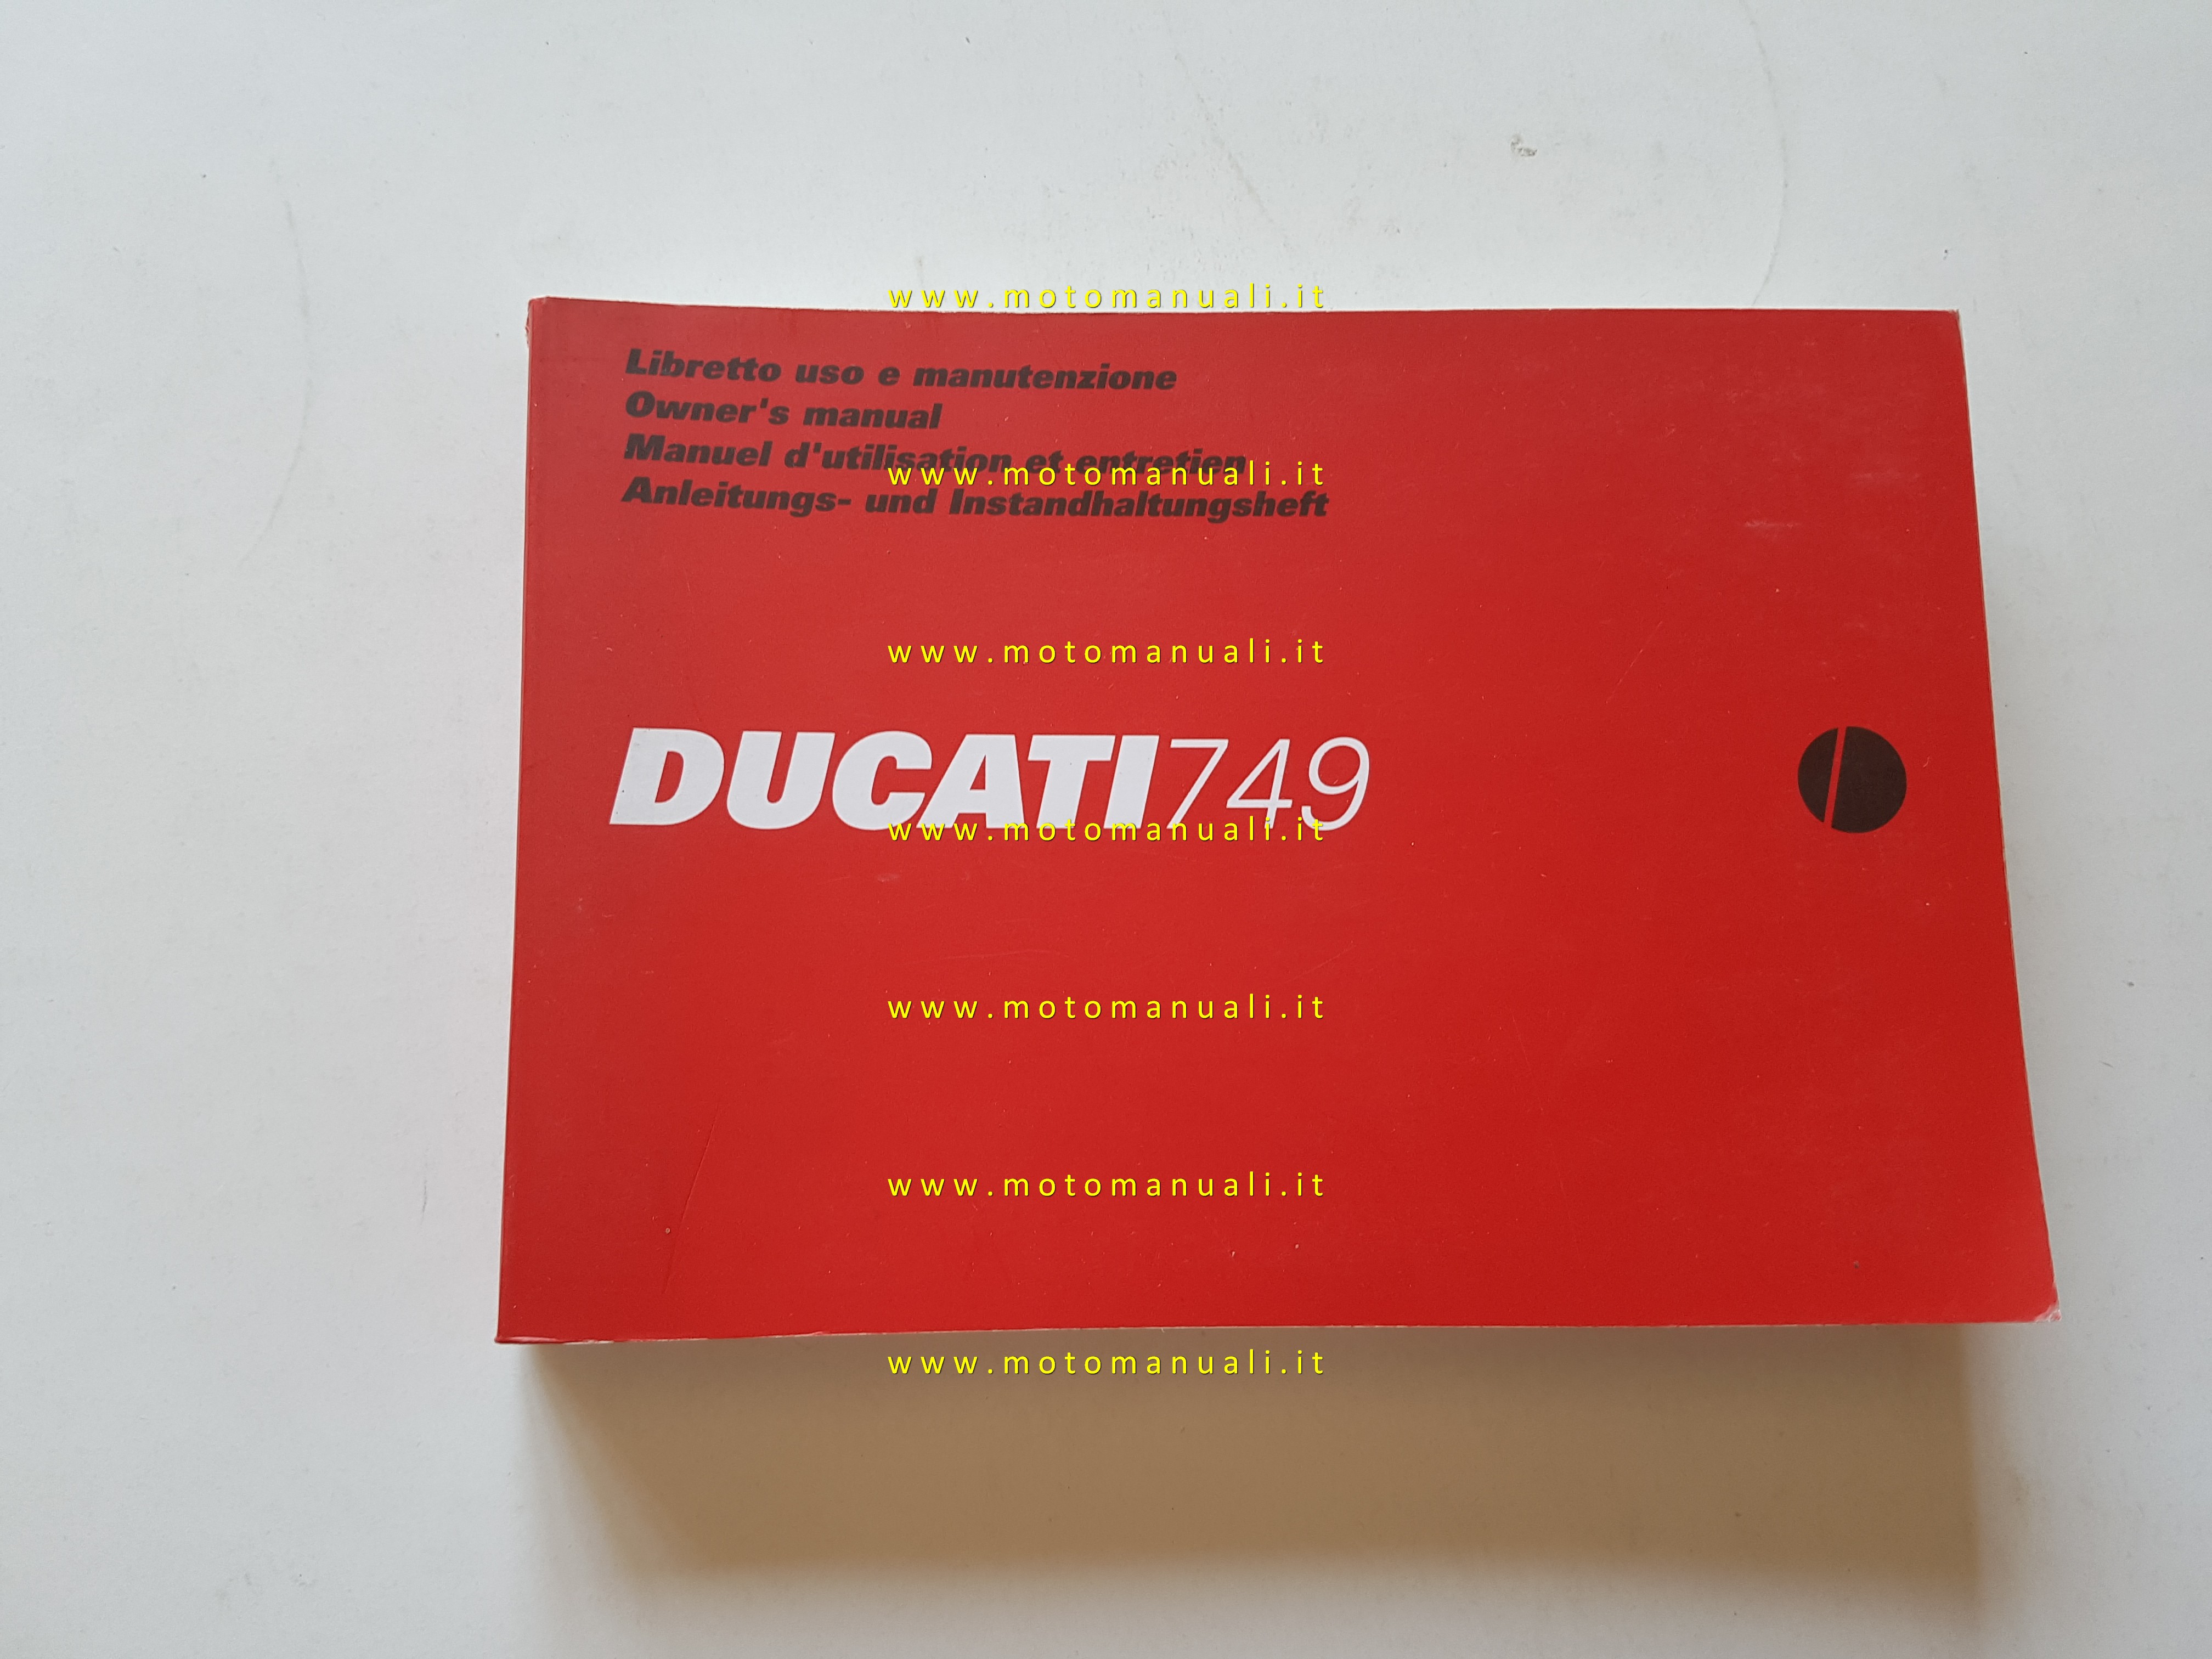 www.motomanuali.it
Libretto uso e manutenzione
Owner's manual
Manuel d'utilisation et entretien
www.motomanuali.it
Anleitungs- und Instandhaltungsheft
www.motomanuali.it
DUCATI749
www.motomanuali.it
www.motomanuali.it
www.motomanuali.it
www.motomanuali.it